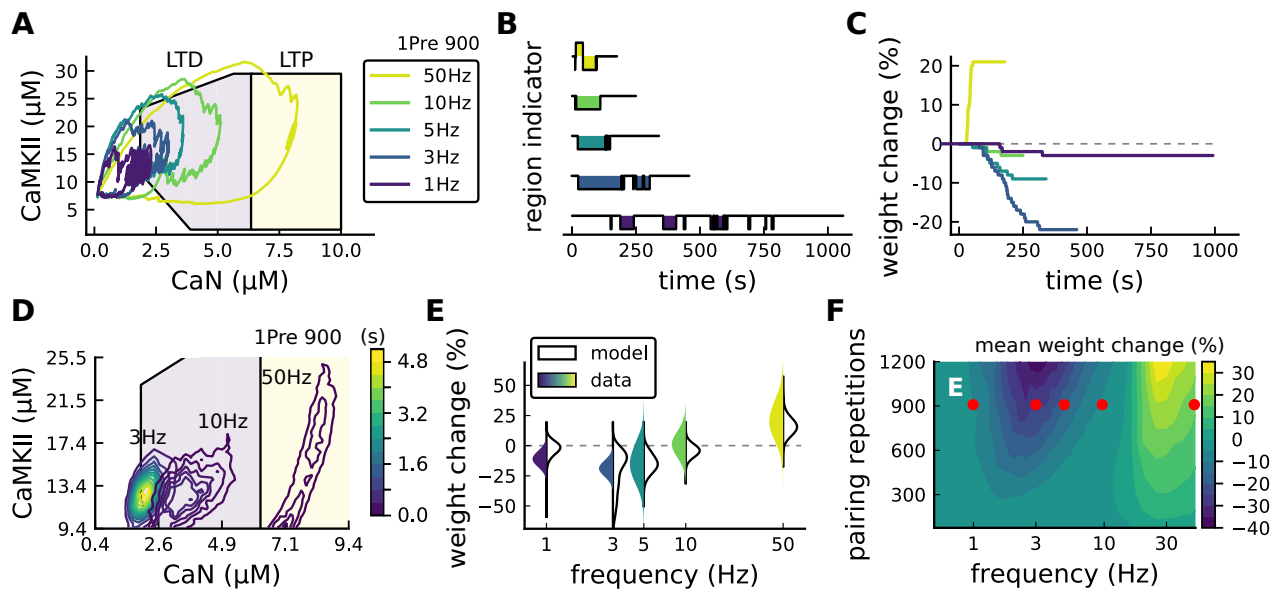 A
1Pre 900
LTD
LTP
CaMKII (μM)
30
25
20
15
10
5
0.0
2.5
5.0
7.5
10.0
CaN (μM)
50Hz
10Hz
5Hz
3Hz
1Hz
B
region indicator
0
250
500
750
1000
time (s)
C
weight change (%)
20
10
0
-10
-20
0
250
500
750
1000
time (s)
D
1Pre 900
(s)
CaMKII (μM)
25.5
21.5
17.4
13.4
9.4
3Hz
10Hz
50Hz
0.4
2.6
4.9
7.1
9.4
CaN (μM)
4.8
4.0
3.2
2.4
1.6
0.8
0.0
E
weight change (%)
model
data
50
25
0
−25
−50
1
3
5
10
50
frequency (Hz)
F
mean weight change (%)
pairing repetitions
1200
900
600
300
E
1
3
10
30
frequency (Hz)
30
20
10
0
−10
−20
−30
−40